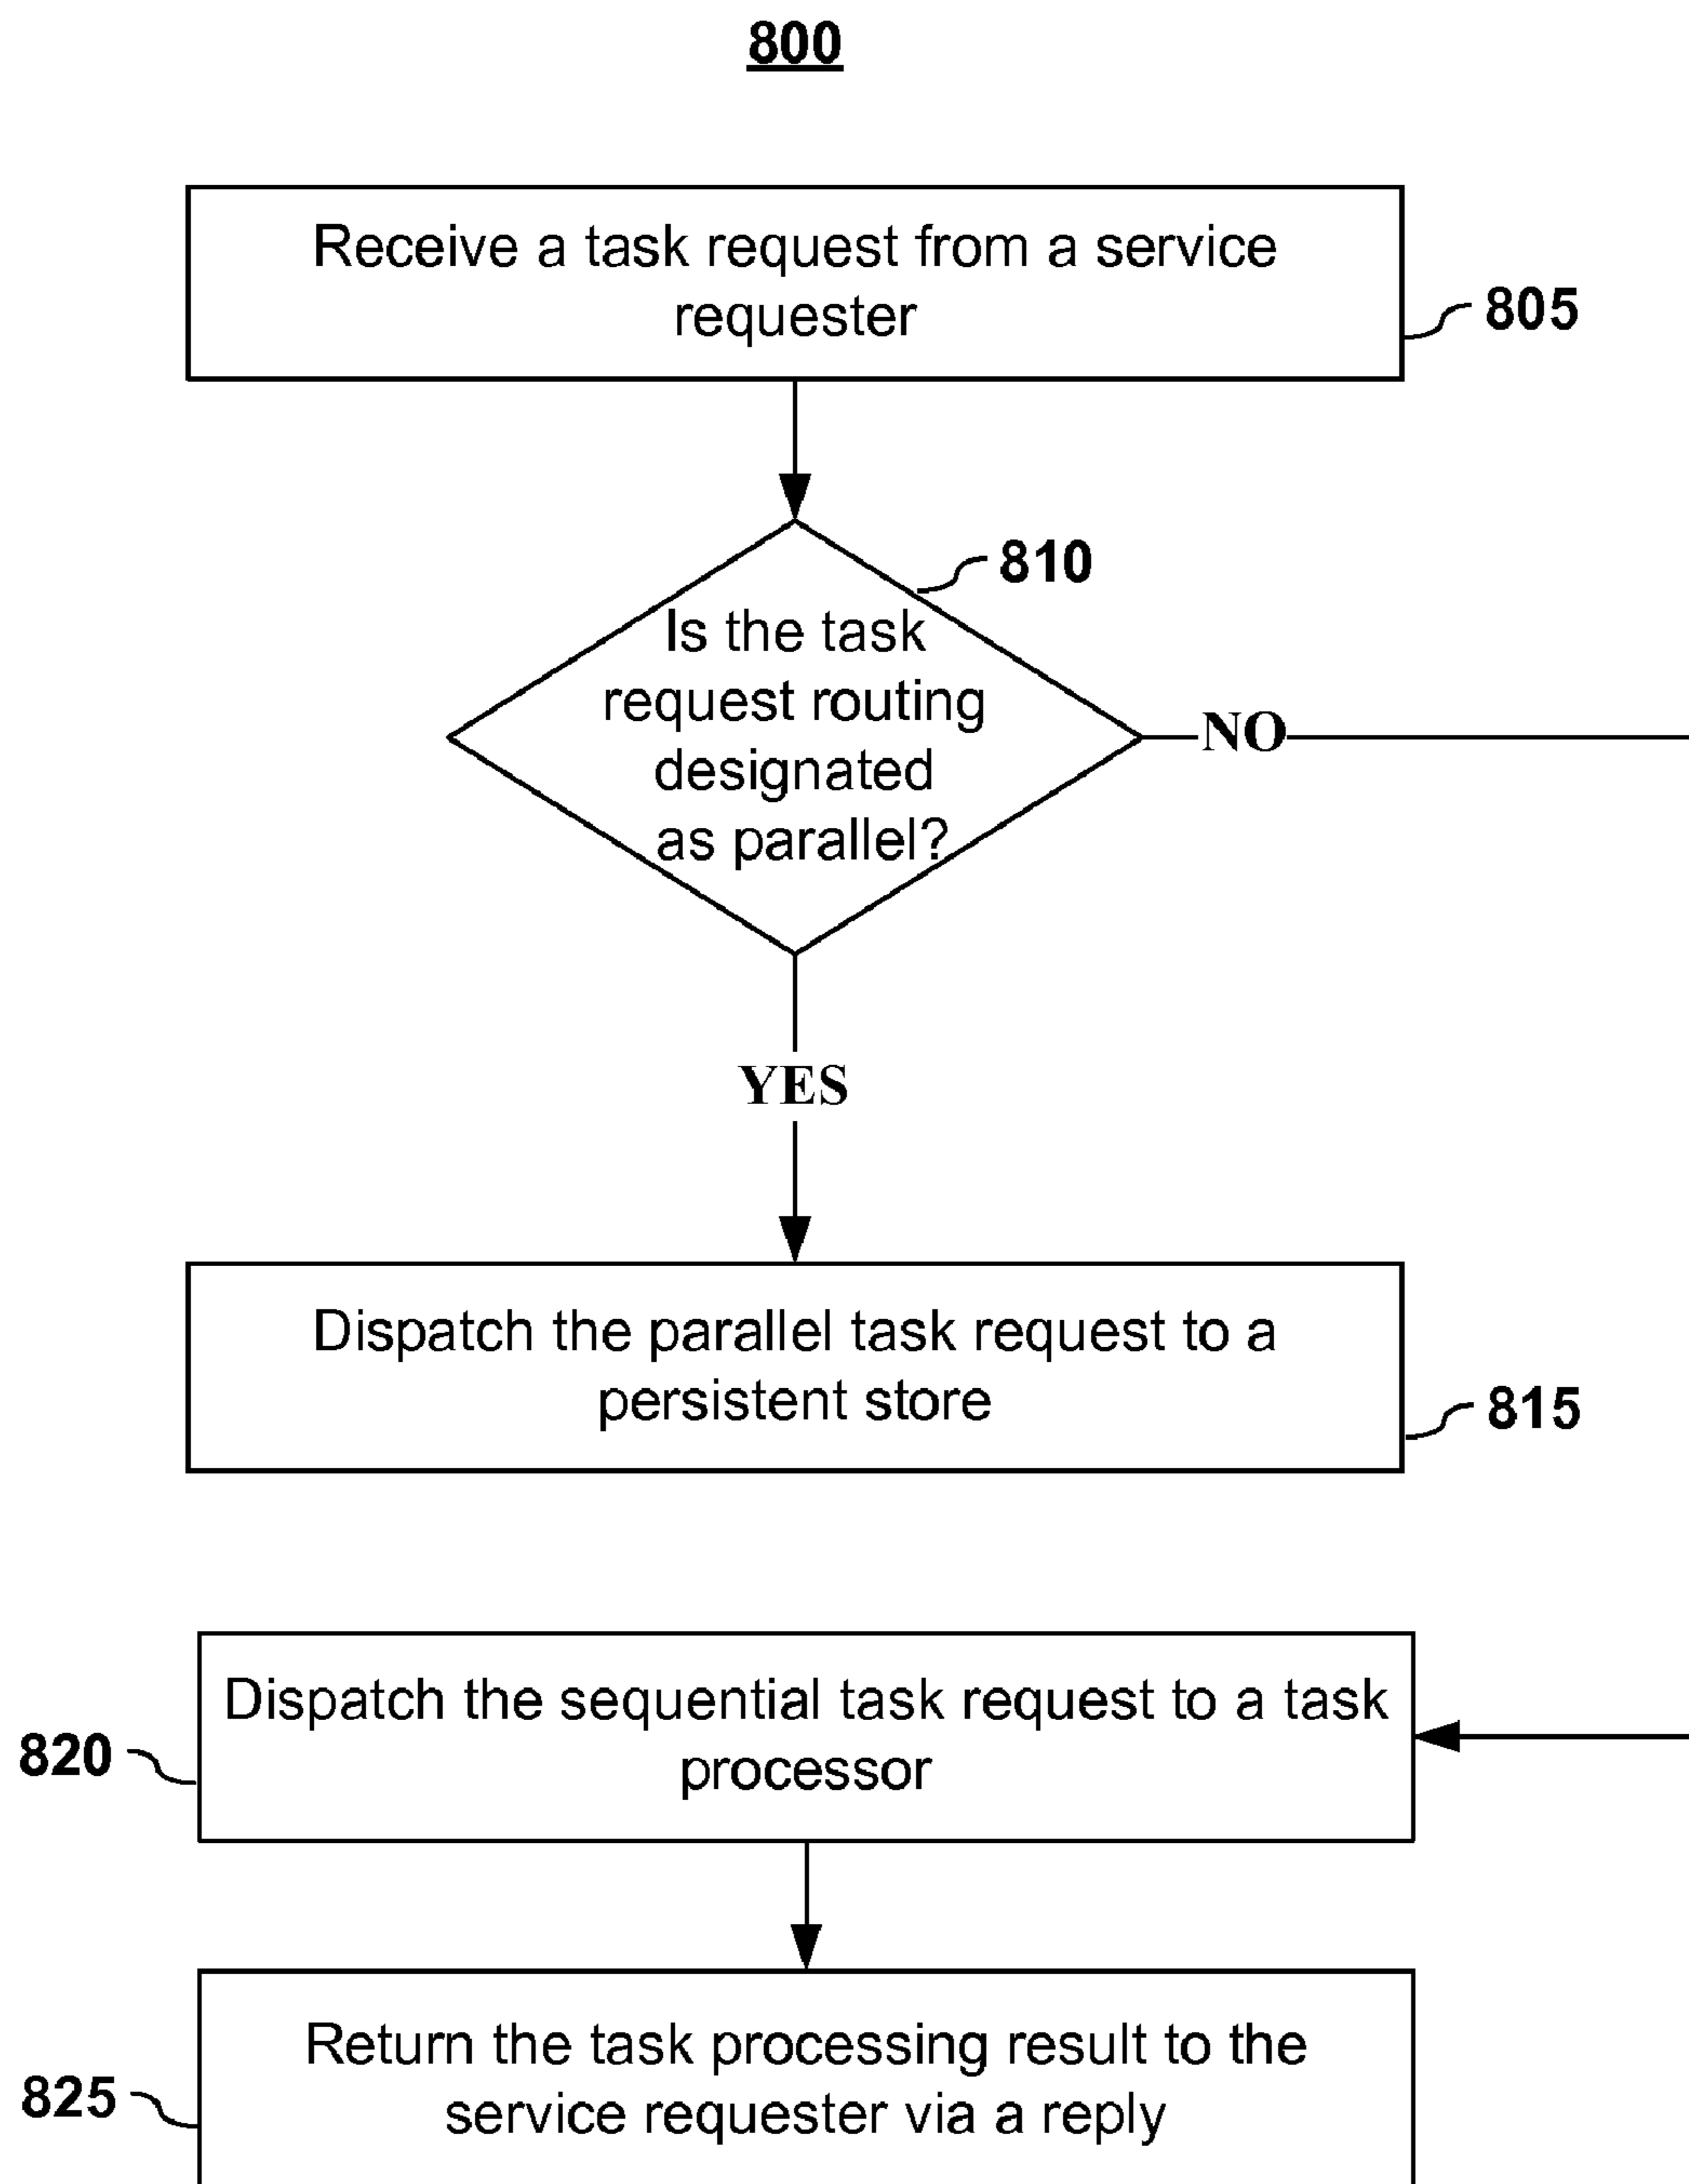 800
Receive a task request from a service
requester
805
810
Is the task
request routing
designated
as parallel?
NO
YES
Dispatch the parallel task request to a
persistent store
815
Dispatch the sequential task request to a task
processor
820
Return the task processing result to the
service requester via a reply
825